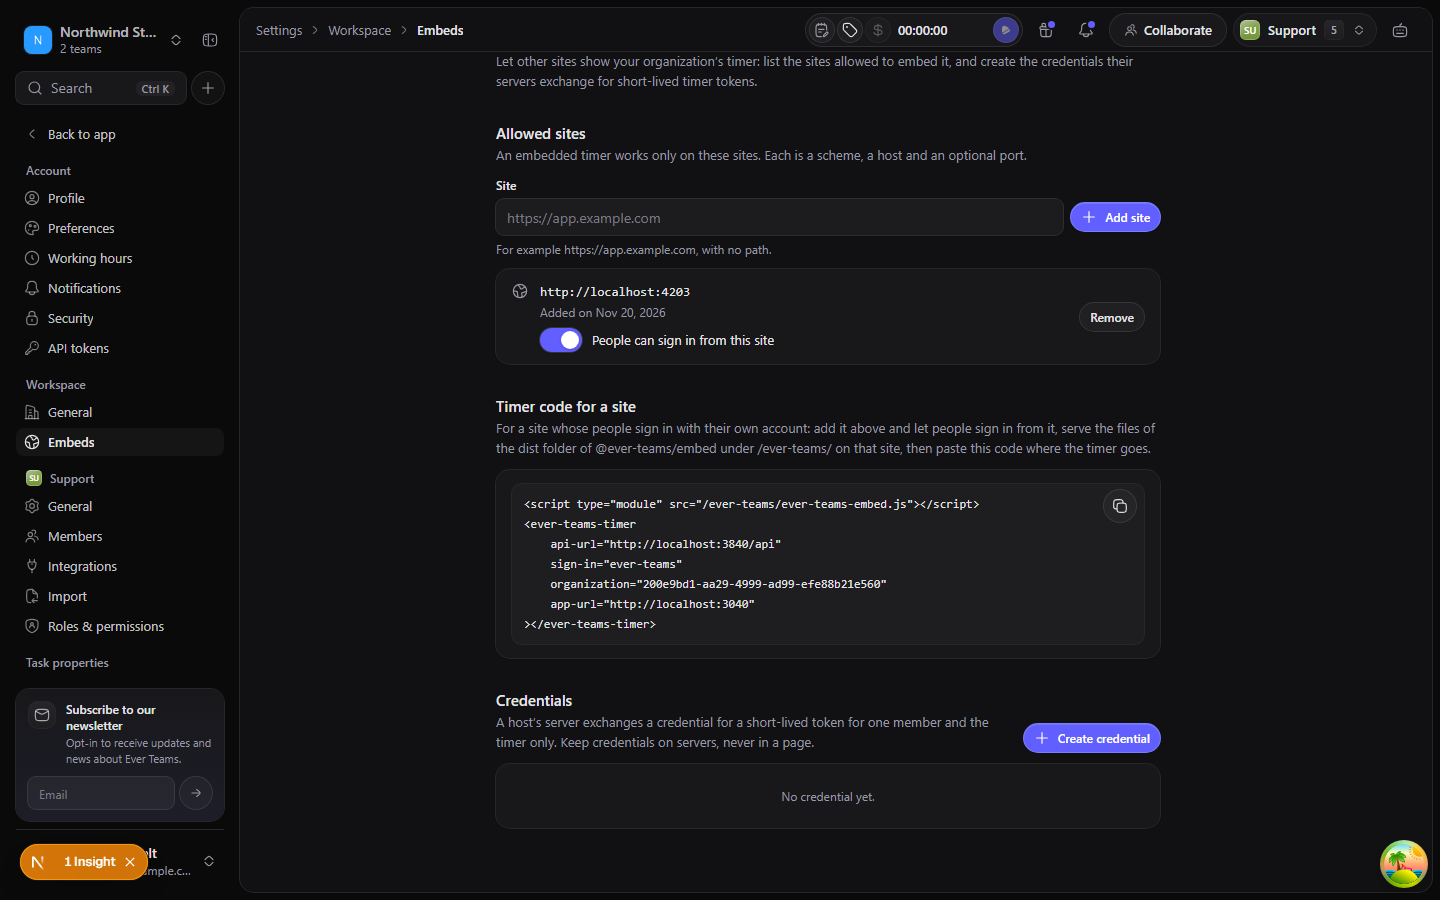 N
Northwind St...
2 teams
Search
Ctrl K
Back to app
Account
Profile
Preferences
Working hours
Notifications
Security
API tokens
Workspace
General
Embeds
SU
Support
General
Members
Integrations
Import
Roles & permissions
Task properties
Subscribe to our
newsletter
Opt-in to receive updates and
news about Ever Teams.
Email
1 Insight
Settings
Workspace
Embeds
00:00:00
Collaborate
SU
Support
5
Let other sites show your organization's timer: list the sites allowed to embed it, and create the credentials their
servers exchange for short-lived timer tokens.
Allowed sites
An embedded timer works only on these sites. Each is a scheme, a host and an optional port.
Site
https://app.example.com
Add site
For example https://app.example.com, with no path.
http://localhost:4203
Added on Nov 20, 2026
People can sign in from this site
Remove
Timer code for a site
For a site whose people sign in with their own account: add it above and let people sign in from it, serve the files of
the dist folder of @ever-teams/embed under /ever-teams/ on that site, then paste this code where the timer goes.
<script type="module" src="/ever-teams/ever-teams-embed.js"></script>
<ever-teams-timer
api-url="http://localhost:3840/api"
sign-in="ever-teams"
organization="200e9bd1-aa29-4999-ad99-efe88b21e560"
app-url="http://localhost:3040"
></ever-teams-timer>
Credentials
A host's server exchanges a credential for a short-lived token for one member and the
timer only. Keep credentials on servers, never in a page.
Create credential
No credential yet.